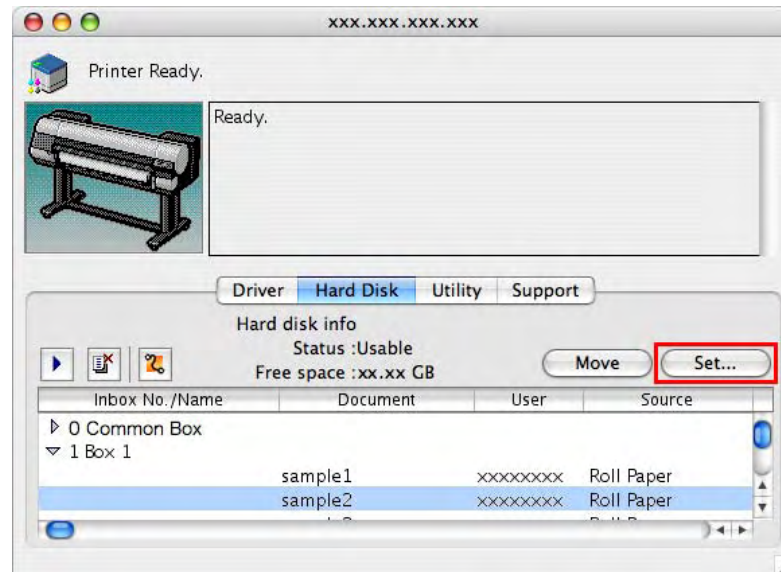 xxx.xxx.xxx.xxx
Printer Ready.
Ready.
Driver Hard Disk Utility Support
Hard disk info
Status :Usable
Free space :xx.xx GB
Move Set...
Inbox No./Name Document User Source
0 Common Box
1 Box 1
sample1 xxxxxxxx Roll Paper
sample2 xxxxxxxx Roll Paper